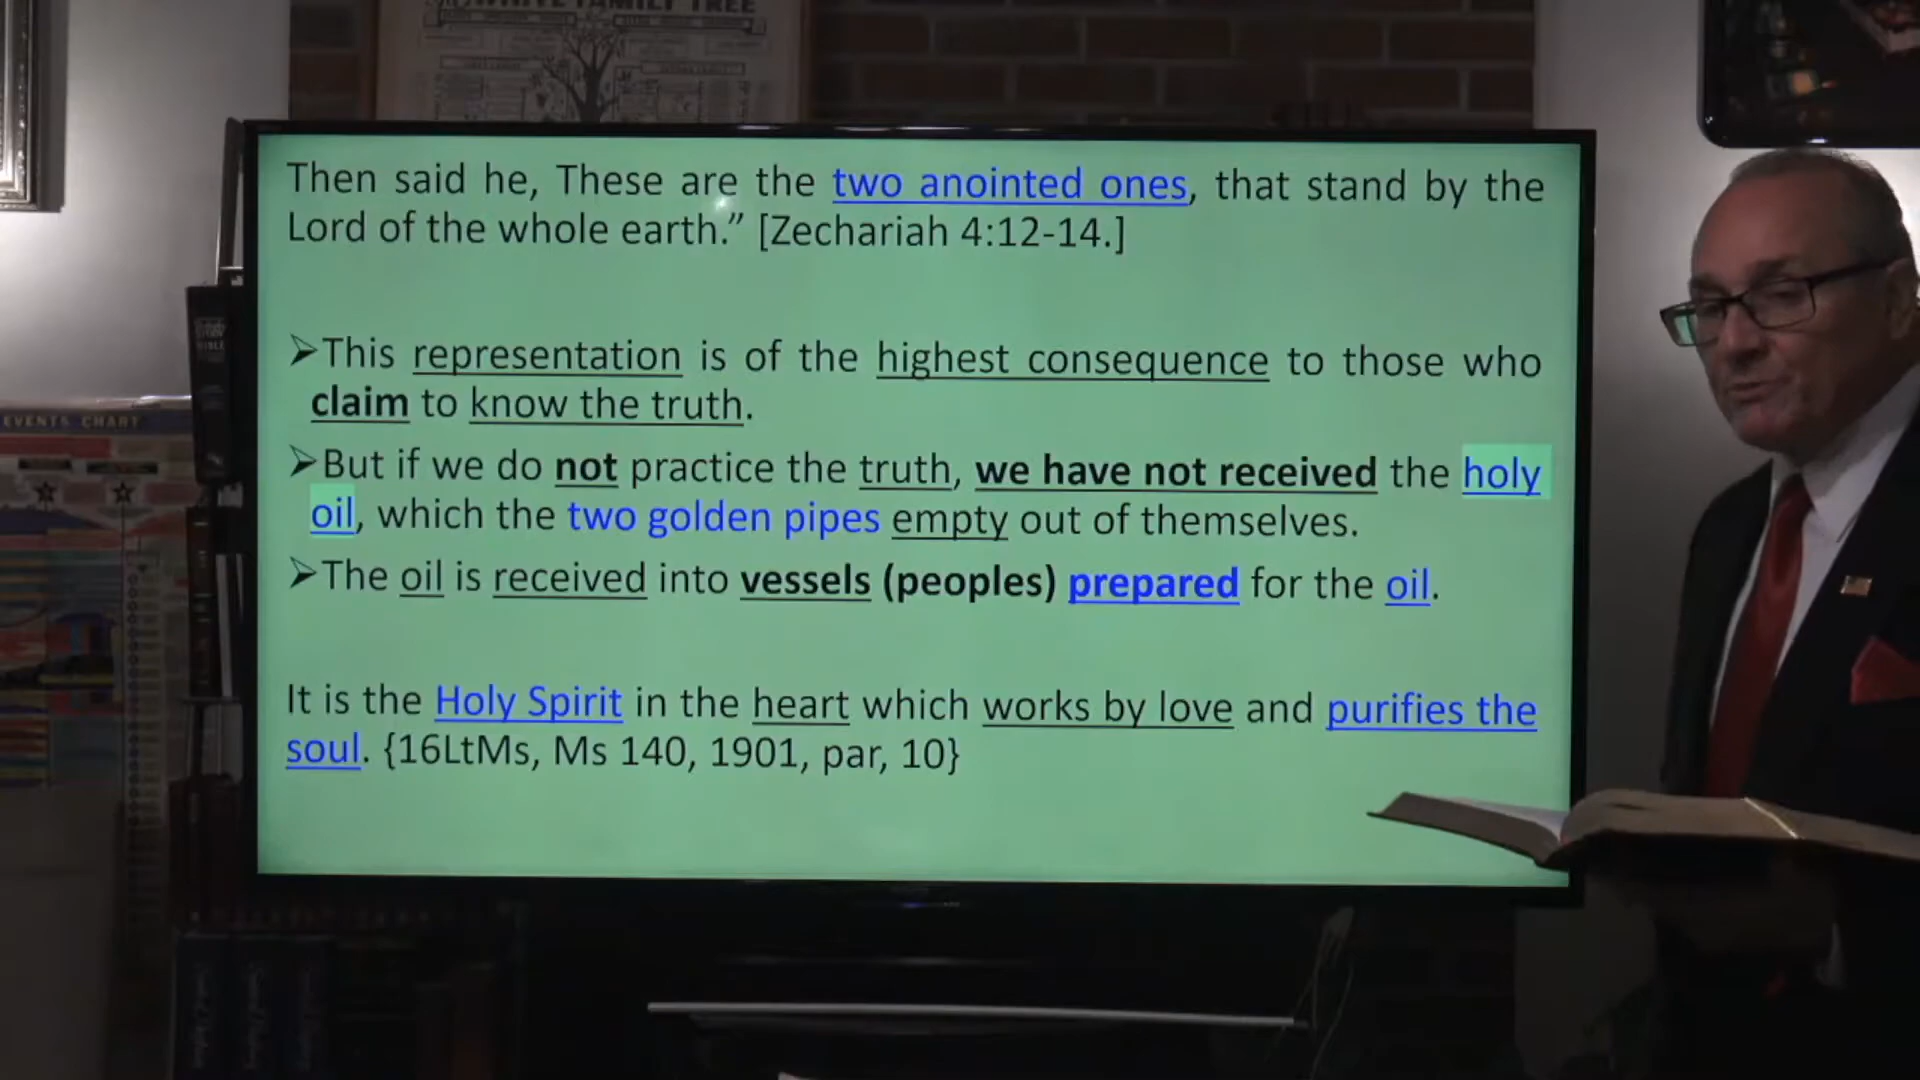 WHITE FAMILY TREE
Then said he, These are the two anointed ones, that stand by the
Lord of the whole earth.” [Zechariah 4:12-14.]
➢This representation is of the highest consequence to those who
claim to know the truth.
➢But if we do not practice the truth, we have not received the holy
oil, which the two golden pipes empty out of themselves.
➢The oil is received into vessels (peoples) prepared for the oil.
It is the Holy Spirit in the heart which works by love and purifies the
soul. {16LtMs, Ms 140, 1901, par, 10}
EVENTS CHART
BIBLE